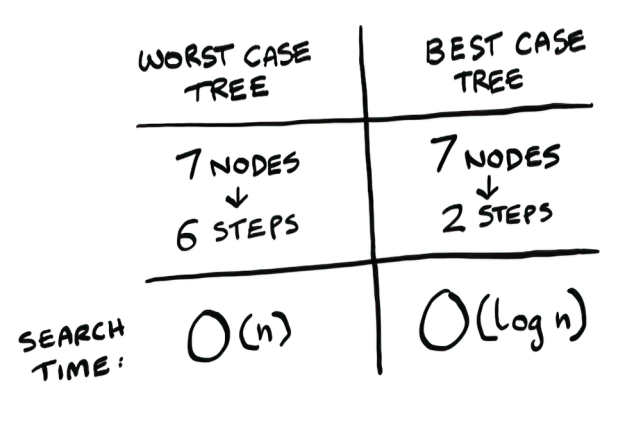 WORST CASE
TREE
BEST CASE
TREE
7 NODES
↓
6 STEPS
7 NODES
↓
2 STEPS
SEARCH
TIME:
O(n)
O(log n)